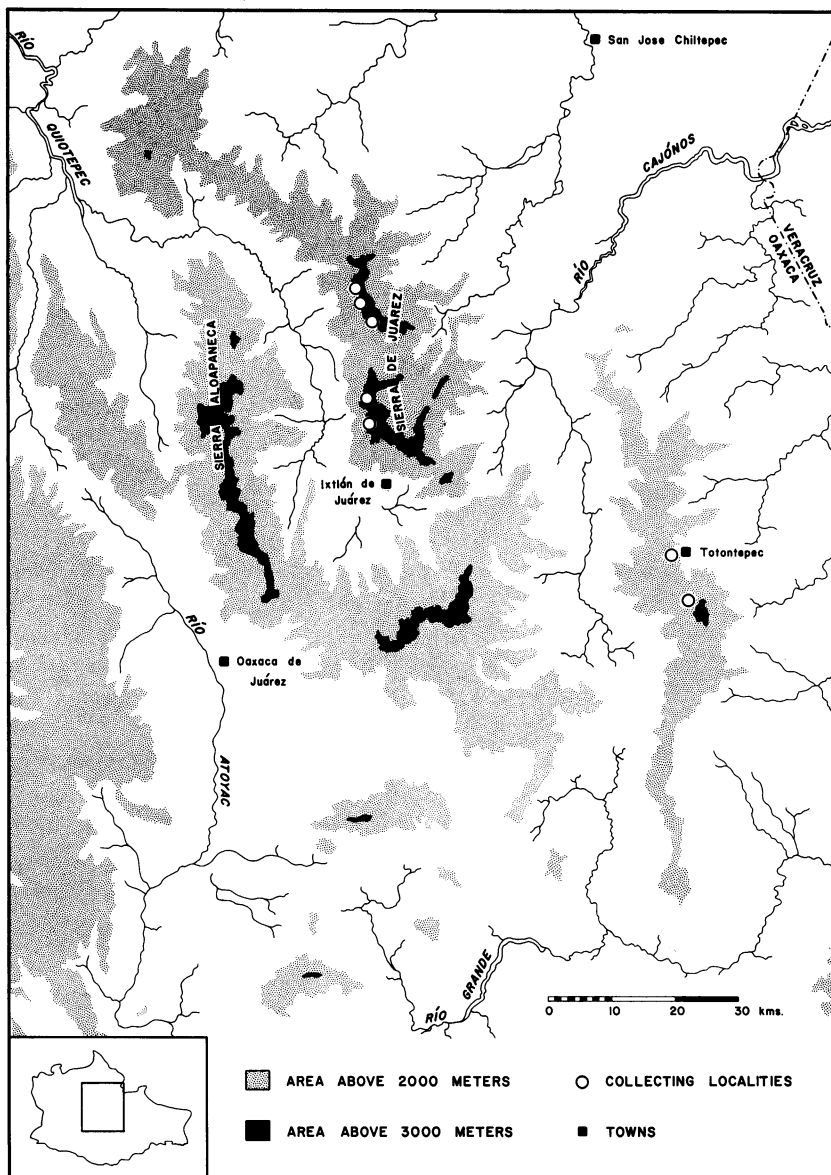 San Jose Chiltepec
RÍO
QUIOTEPEC
CAJÓNOS
RÍO
VERACRUZ
OAXACA
SIERRA ALOAPANECA
SIERRA DE JUÁREZ
Ixtlán de
Juárez
Totontepec
RÍO
Oaxaca de
Juárez
ATOYAC
GRANDE
RÍO
0 10 20 30 kms.
AREA ABOVE 2000 METERS
COLLECTING LOCALITIES
AREA ABOVE 3000 METERS
TOWNS